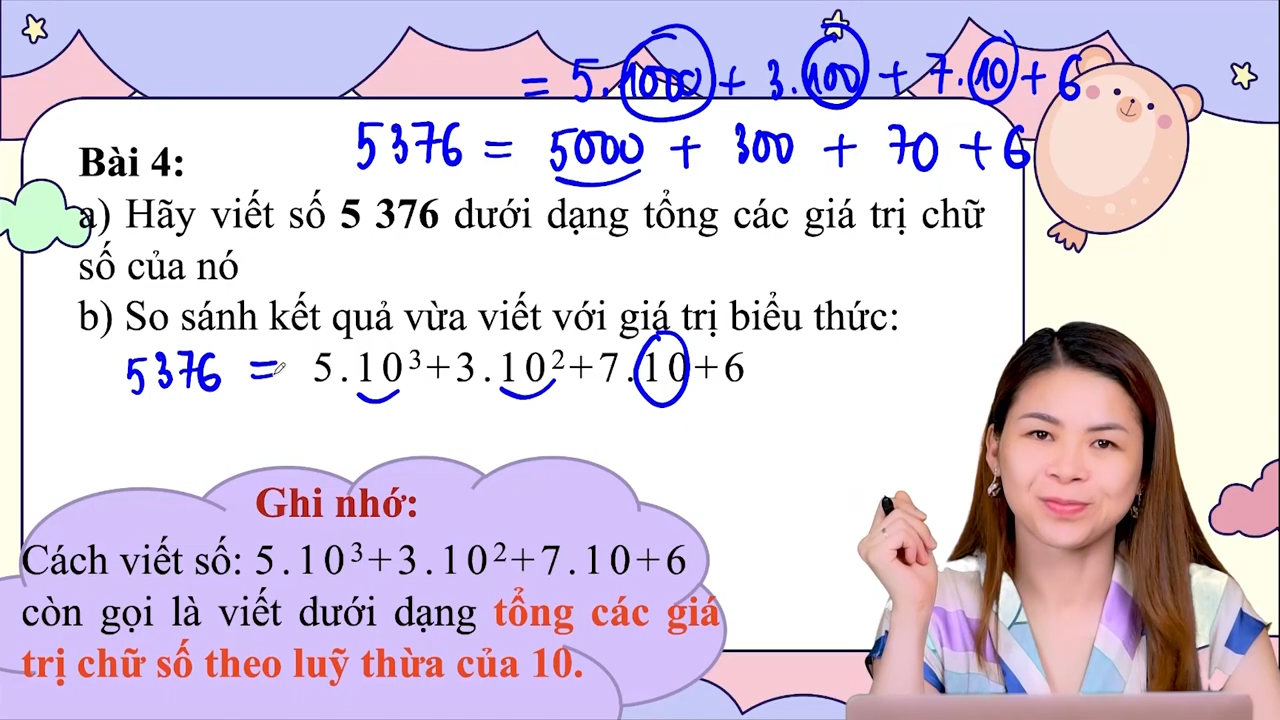 = 5.1000 + 3.100 + 7.10 + 6
5376 = 5000 + 300 + 70 + 6
Bài 4:
a) Hãy viết số 5 376 dưới dạng tổng các giá trị chữ
số của nó
b) So sánh kết quả vừa viết với giá trị biểu thức:
5376 = 5.10³+3.10²+7.10+6
Ghi nhớ:
Cách viết số: 5.10³+3.10²+7.10+6
còn gọi là viết dưới dạng tổng các giá
trị chữ số theo luỹ thừa của 10.